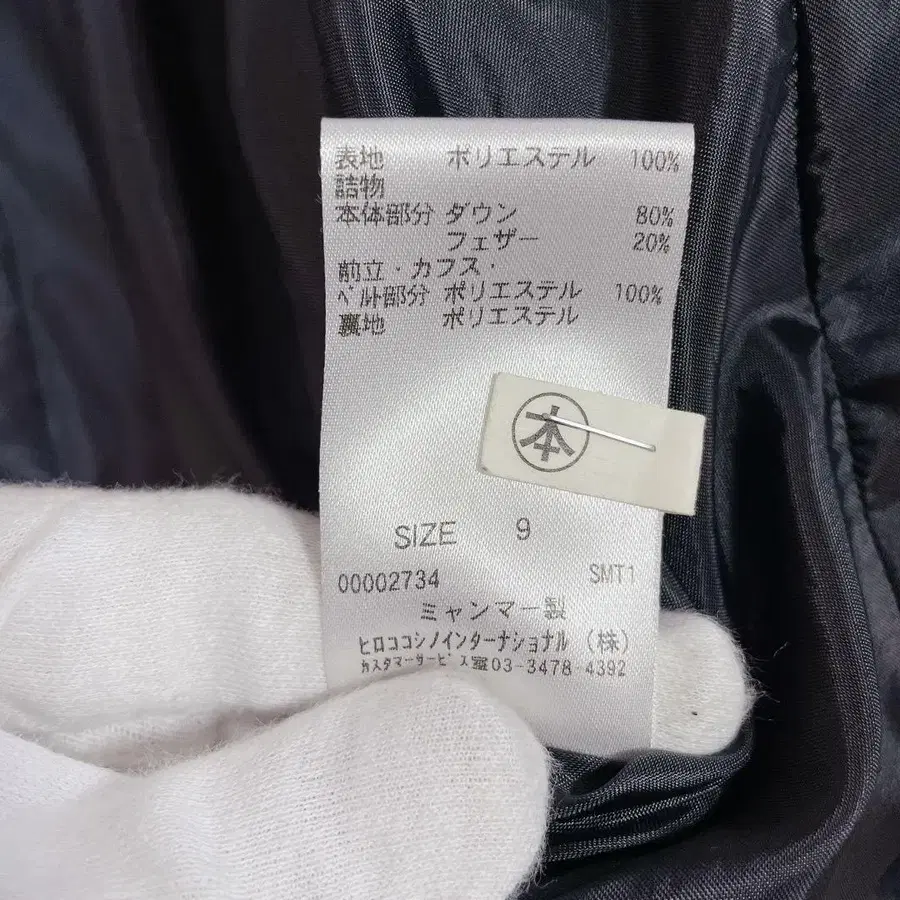 表地 ポリエステル 100%
詰物
本体部分 ダウン 80%
フェザー 20%
前立・カフス・
ベルト部分 ポリエステル 100%
裏地 ポリエステル
本
SIZE 9
00002734 SMT1
ミャンマー製
ヒロココシノインターナショナル(株)
カスタマーサービス室03-3478-4392